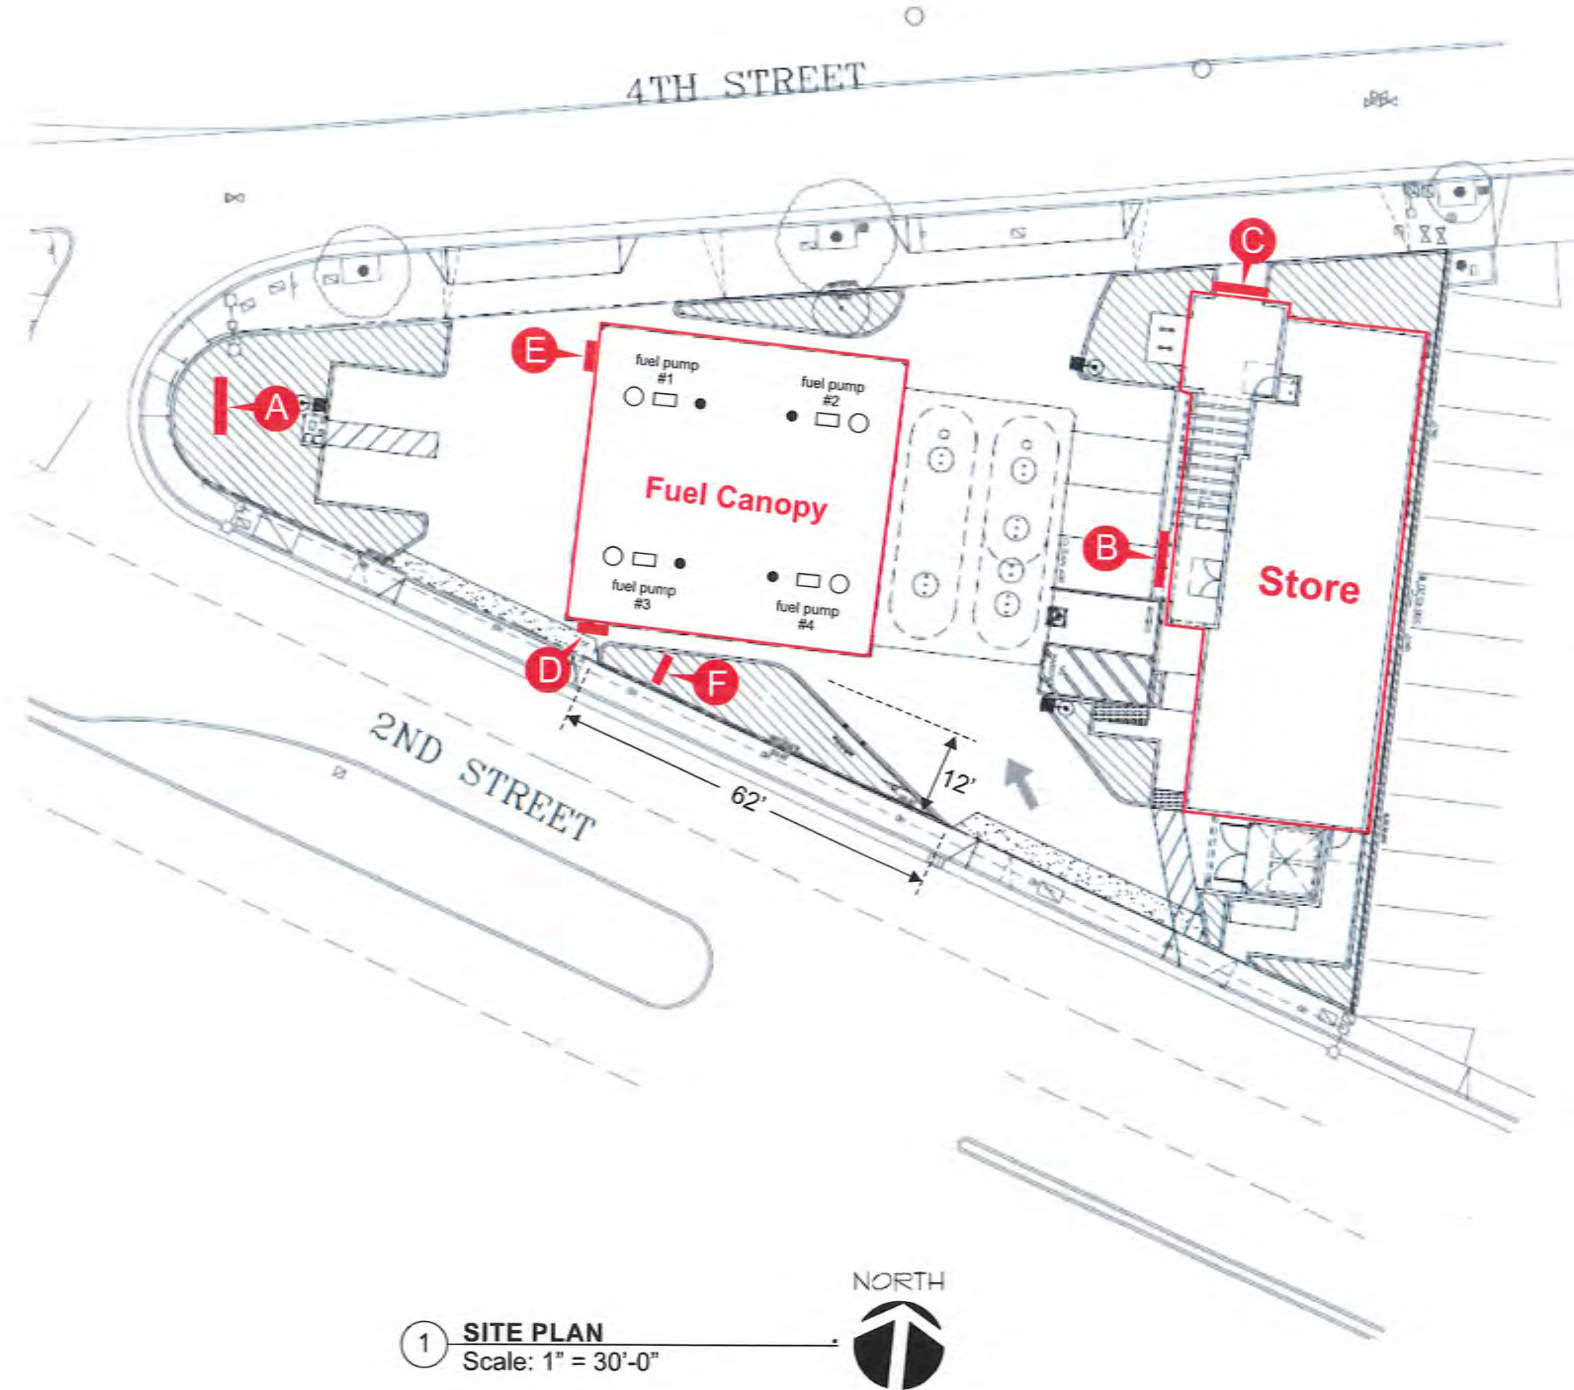 4TH STREET
C
E
fuel pump
#1
fuel pump
#2
A
Fuel Canopy
B
Store
fuel pump
#3
fuel pump
#4
D
F
2ND STREET
62'
12'
NORTH
1
SITE PLAN
Scale: 1" = 30'-0"